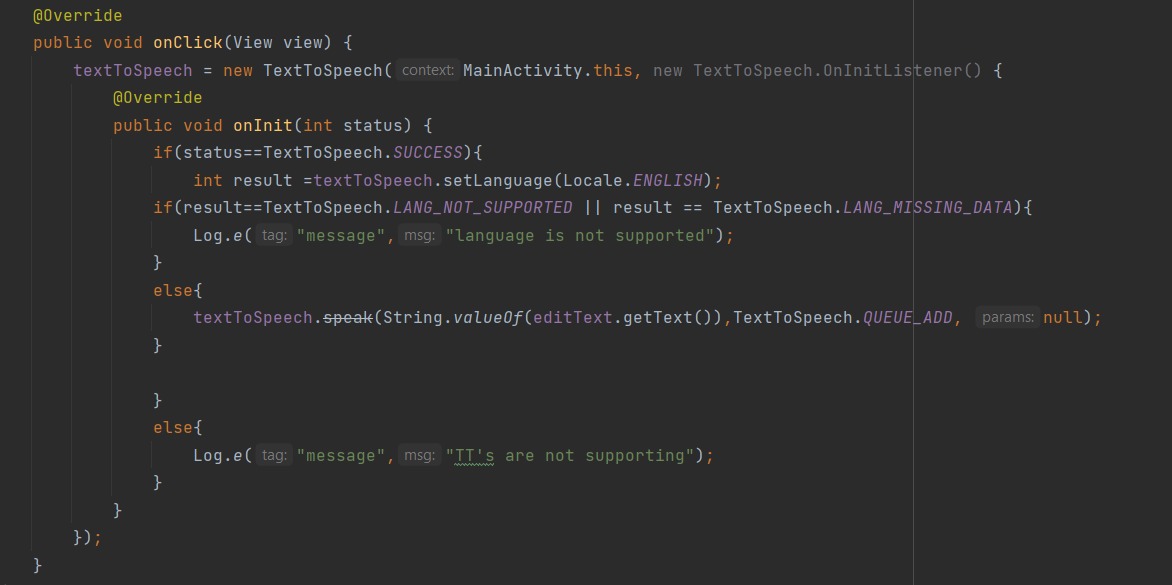 @Override
public void onClick(View view) {
textToSpeech = new TextToSpeech( context: MainActivity.this, new TextToSpeech.OnInitListener() {
@Override
public void onInit(int status) {
if(status==TextToSpeech.SUCCESS){
int result =textToSpeech.setLanguage(Locale.ENGLISH);
if(result==TextToSpeech.LANG_NOT_SUPPORTED || result == TextToSpeech.LANG_MISSING_DATA){
Log.e( tag: "message", msg: "language is not supported");
}
else{
textToSpeech.speak(String.valueOf(editText.getText()),TextToSpeech.QUEUE_ADD, params: null);
}
}
else{
Log.e( tag: "message", msg: "TT's are not supporting");
}
}
});
}